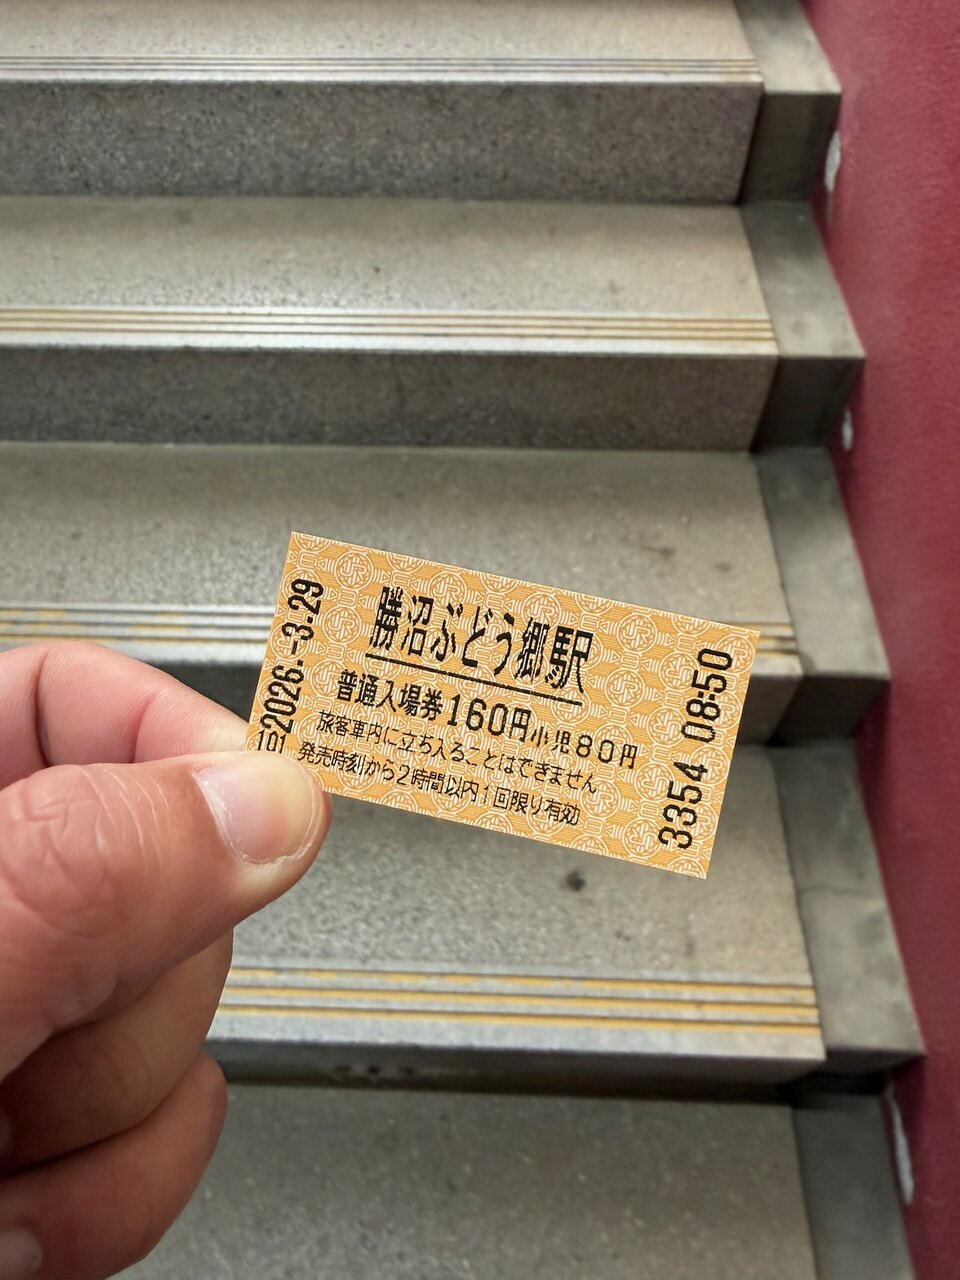 勝沼ぶどう郷駅
普通入場券160円小児80円
旅客車内に立ち入ることはできません
発売時刻から2時間以内1回限り有効
2026.-3.29
101
3354 08:50